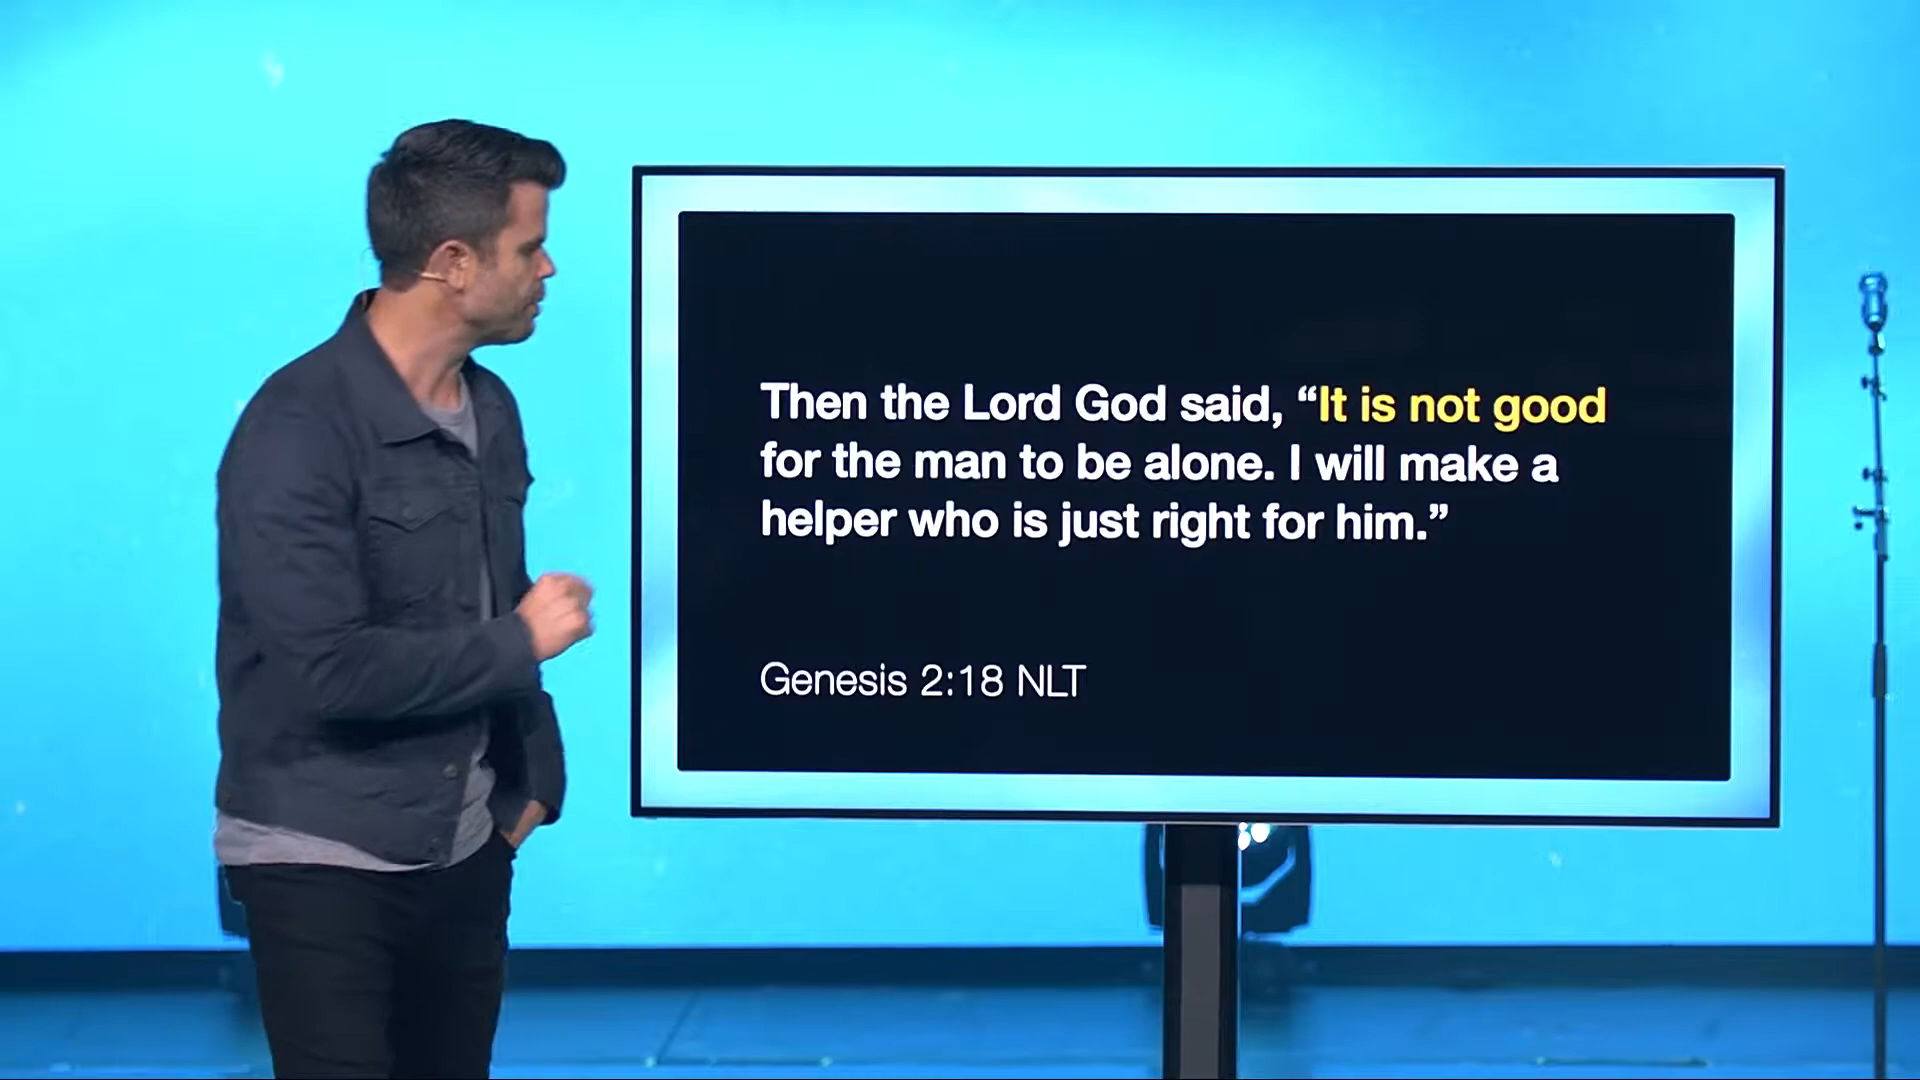 Then the Lord God said, “It is not good
for the man to be alone. I will make a
helper who is just right for him.”
Genesis 2:18 NLT